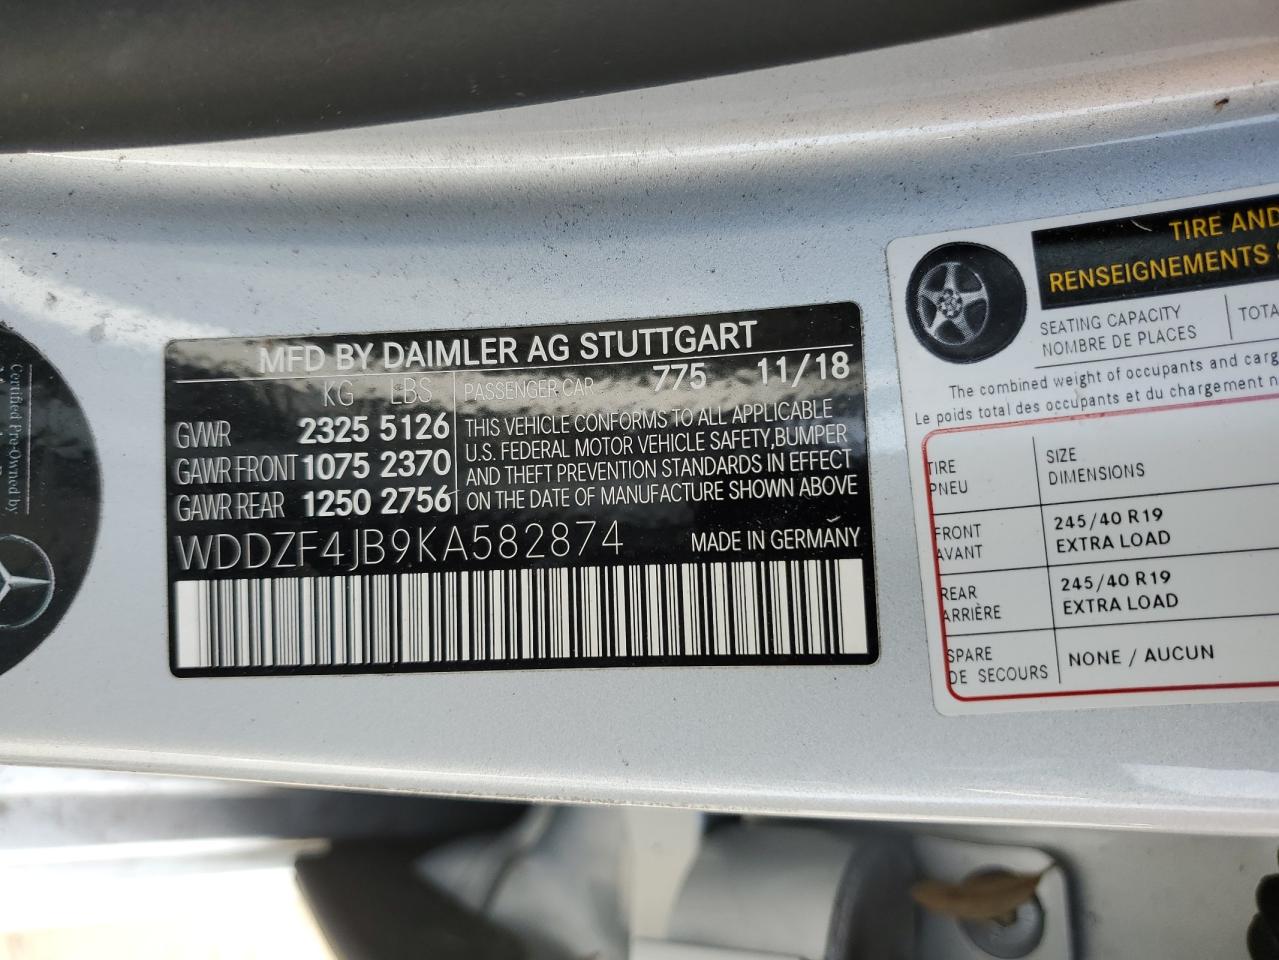 Certified Pre-Owned by
MFD BY DAIMLER AG STUTTGART
KG LBS PASSENGER CAR 775 11/18
GVWR 2325 5126
GAWR FRONT 1075 2370
GAWR REAR 1250 2756
THIS VEHICLE CONFORMS TO ALL APPLICABLE
U.S. FEDERAL MOTOR VEHICLE SAFETY,BUMPER
AND THEFT PREVENTION STANDARDS IN EFFECT
ON THE DATE OF MANUFACTURE SHOWN ABOVE
WDDZF4JB9KA582874 MADE IN GERMANY
TIRE AND
RENSEIGNEMENTS
SEATING CAPACITY
NOMBRE DE PLACES
TOTA
The combined weight of occupants and carg
Le poids total des occupants et du chargement n
TIRE
PNEU
SIZE
DIMENSIONS
FRONT
AVANT
245/40 R19
EXTRA LOAD
REAR
ARRIÈRE
245/40 R19
EXTRA LOAD
SPARE
DE SECOURS
NONE / AUCUN